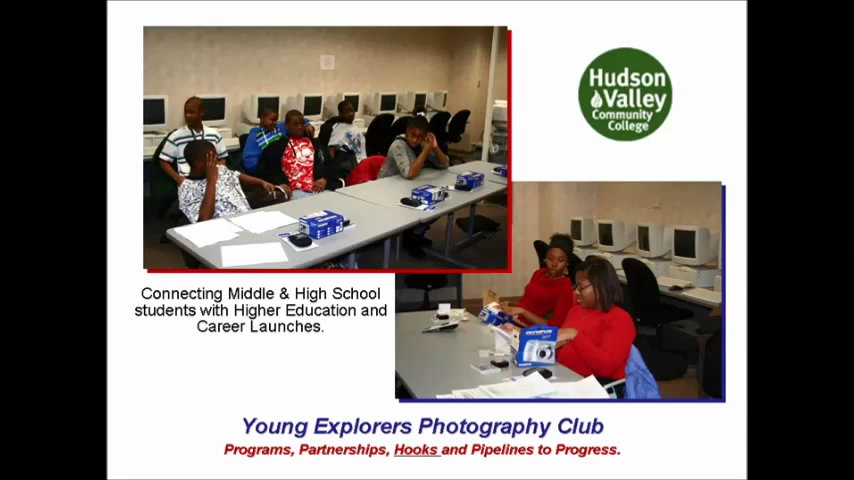 Hudson
Valley
Community
College
OLYMPUS
Connecting Middle & High School
students with Higher Education and
Career Launches.
Young Explorers Photography Club
Programs, Partnerships, Hooks and Pipelines to Progress.